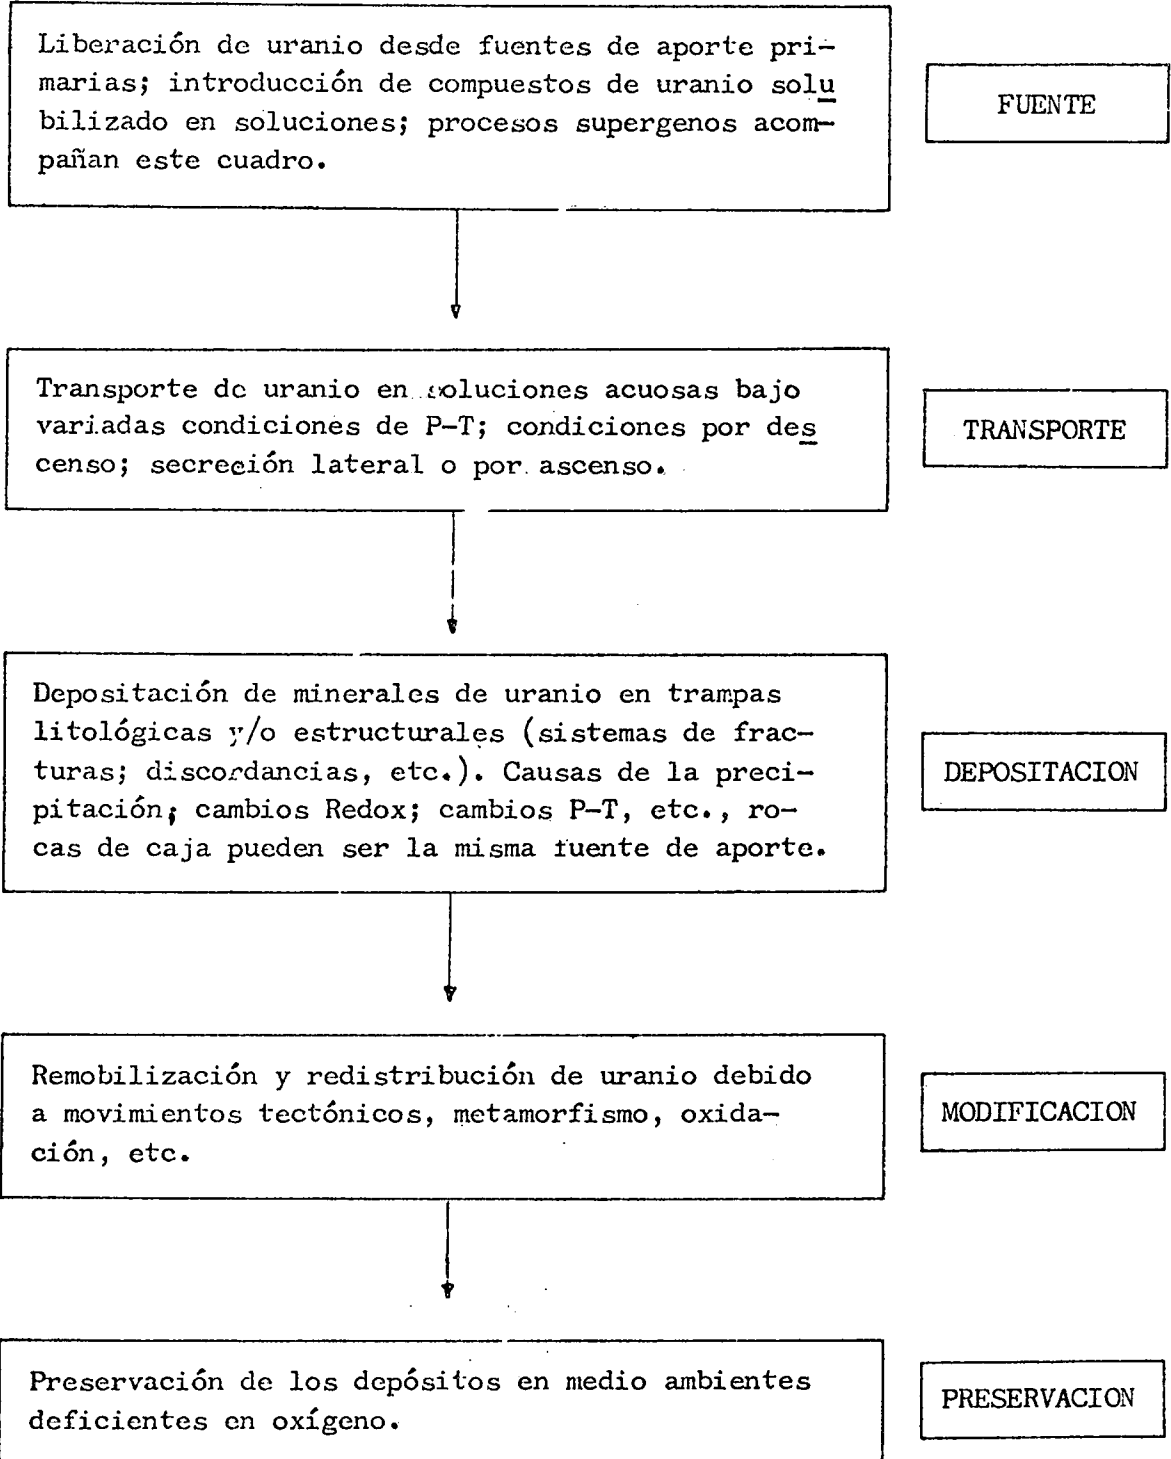 Liberación de uranio desde fuentes de aporte pri-
marias; introducción de compuestos de uranio solu
bilizado en soluciones; procesos supergenos acom-
pañan este cuadro.
FUENTE
Transporte de uranio en soluciones acuosas bajo
variadas condiciones de P-T; condiciones por des
censo; secreción lateral o por ascenso.
TRANSPORTE
Depositación de minerales de uranio en trampas
litológicas y/o estructurales (sistemas de frac-
turas; discordancias, etc.). Causas de la preci-
pitación; cambios Redox; cambios P-T, etc., ro-
cas de caja pueden ser la misma fuente de aporte.
DEPOSITACION
Remobilización y redistribución de uranio debido
a movimientos tectónicos, metamorfismo, oxida-
ción, etc.
MODIFICACION
Preservación de los depósitos en medio ambientes
deficientes en oxígeno.
PRESERVACION